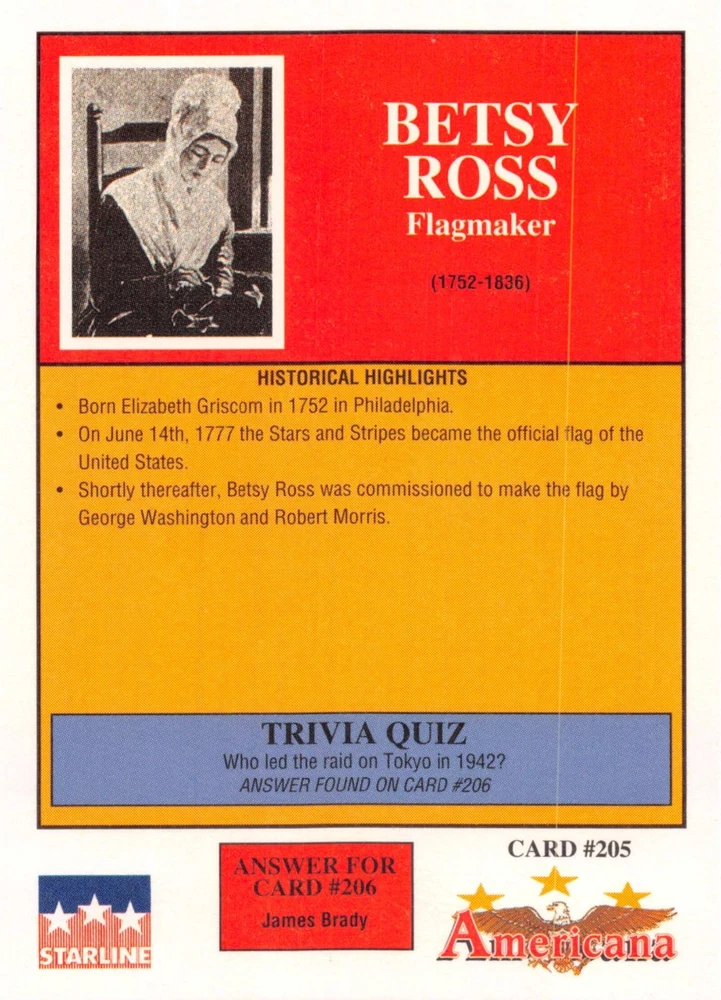 BETSY
ROSS
Flagmaker
(1752-1836)
HISTORICAL HIGHLIGHTS
• Born Elizabeth Griscom in 1752 in Philadelphia.
• On June 14th, 1777 the Stars and Stripes became the official flag of the
United States.
• Shortly thereafter, Betsy Ross was commissioned to make the flag by
George Washington and Robert Morris.
TRIVIA QUIZ
Who led the raid on Tokyo in 1942?
ANSWER FOUND ON CARD #206
STARLINE
ANSWER FOR
CARD #206
James Brady
CARD #205
Americana